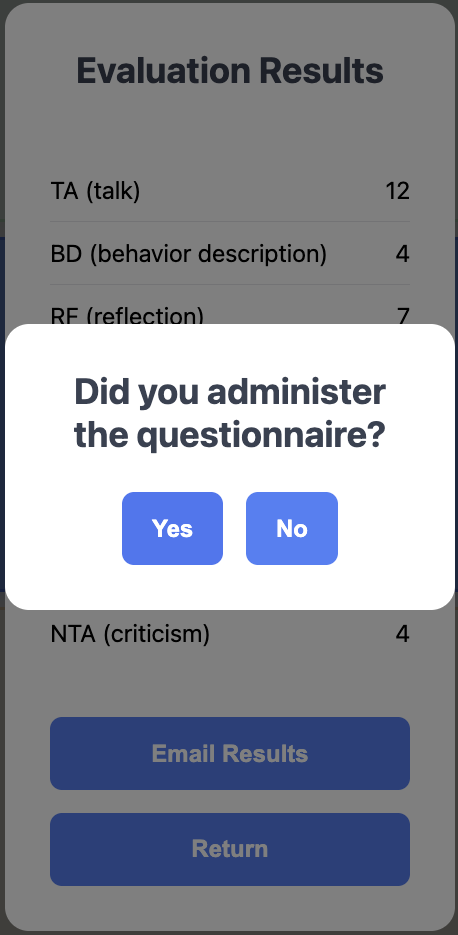 Evaluation Results
TA (talk) 12
BD (behavior description) 4
RF (reflection) 7
Did you administer
the questionnaire?
Yes No
NTA (criticism) 4
Email Results
Return